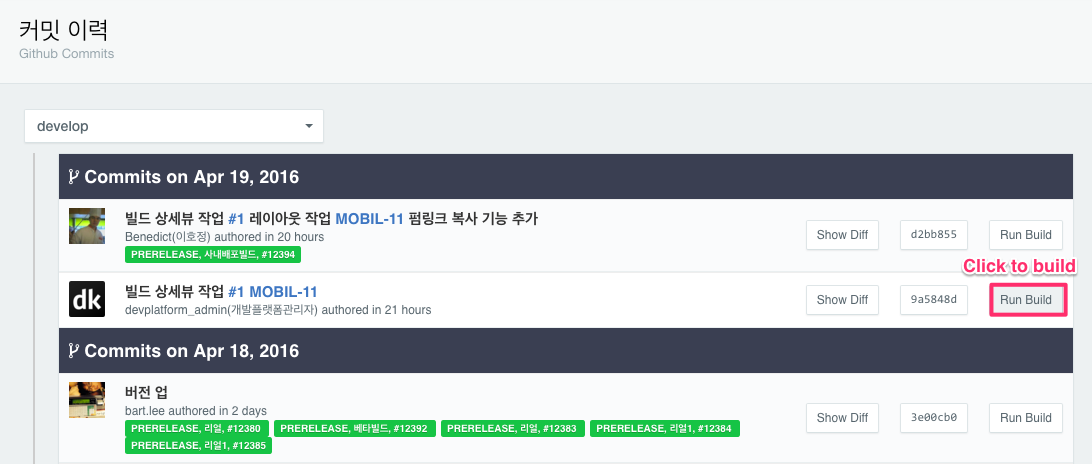 커밋 이력
Github Commits
develop
Commits on Apr 19, 2016
빌드 상세뷰 작업 #1 레이아웃 작업 MOBIL-11 펌링크 복사 기능 추가
Benedict(이호정) authored in 20 hours
PRERELEASE, 사내배포빌드, #12394
Show Diff
d2bb855
Run Build
Click to build
dk
빌드 상세뷰 작업 #1 MOBIL-11
devplatform_admin(개발플랫폼관리자) authored in 21 hours
Show Diff
9a5848d
Run Build
Commits on Apr 18, 2016
버전 업
bart.lee authored in 2 days
PRERELEASE, 리얼, #12380 PRERELEASE, 베타빌드, #12392 PRERELEASE, 리얼, #12383 PRERELEASE, 리얼1, #12384
PRERELEASE, 리얼1, #12385
Show Diff
3e00cb0
Run Build